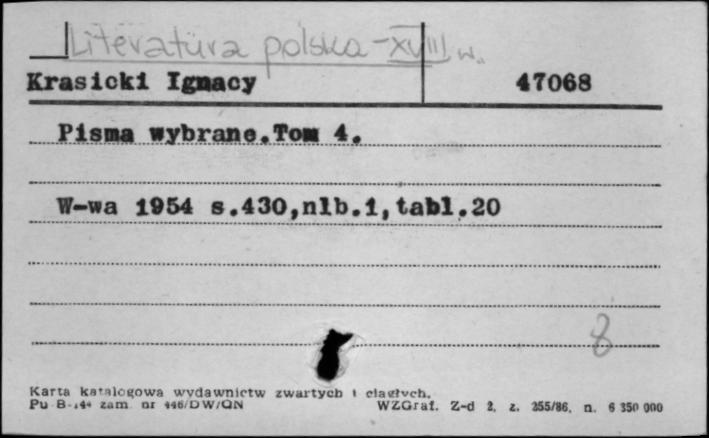 Literatura polska - XVIII w.
Krasicki Ignacy 47068
Pisma wybrane.Tom 4.
W-wa 1954 s.430,nlb.1,tabl.20
8
Karta katalogowa wydawnictw zwartych i ciągłych.
Pu B-144 zam. nr 446/DW/QN WZGraf. Z-d 2, z. 355/86, n. 6 350 000